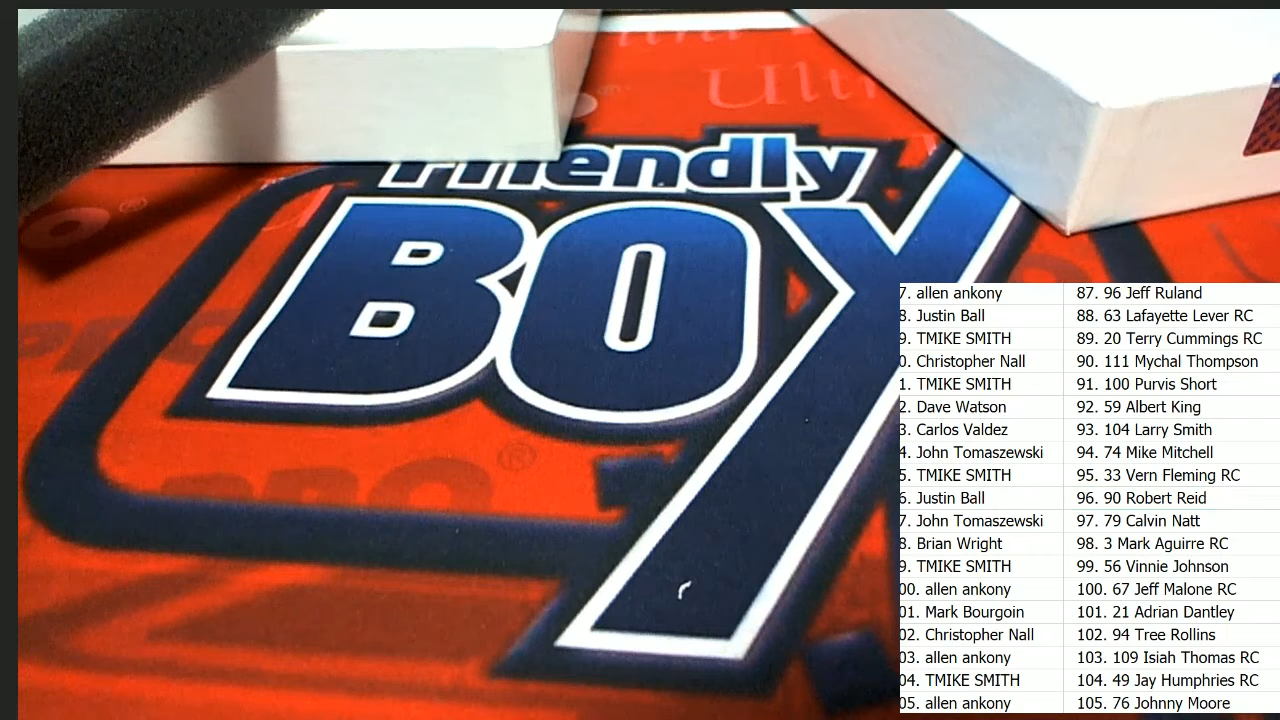 Ultr
Friendly
BOY
7. allen ankony 87. 96 Jeff Ruland
8. Justin Ball 88. 63 Lafayette Lever RC
9. TMIKE SMITH 89. 20 Terry Cummings RC
0. Christopher Nall 90. 111 Mychal Thompson
1. TMIKE SMITH 91. 100 Purvis Short
2. Dave Watson 92. 59 Albert King
3. Carlos Valdez 93. 104 Larry Smith
4. John Tomaszewski 94. 74 Mike Mitchell
5. TMIKE SMITH 95. 33 Vern Fleming RC
6. Justin Ball 96. 90 Robert Reid
7. John Tomaszewski 97. 79 Calvin Natt
8. Brian Wright 98. 3 Mark Aguirre RC
9. TMIKE SMITH 99. 56 Vinnie Johnson
00. allen ankony 100. 67 Jeff Malone RC
01. Mark Bourgoin 101. 21 Adrian Dantley
02. Christopher Nall 102. 94 Tree Rollins
03. allen ankony 103. 109 Isiah Thomas RC
04. TMIKE SMITH 104. 49 Jay Humphries RC
05. allen ankony 105. 76 Johnny Moore